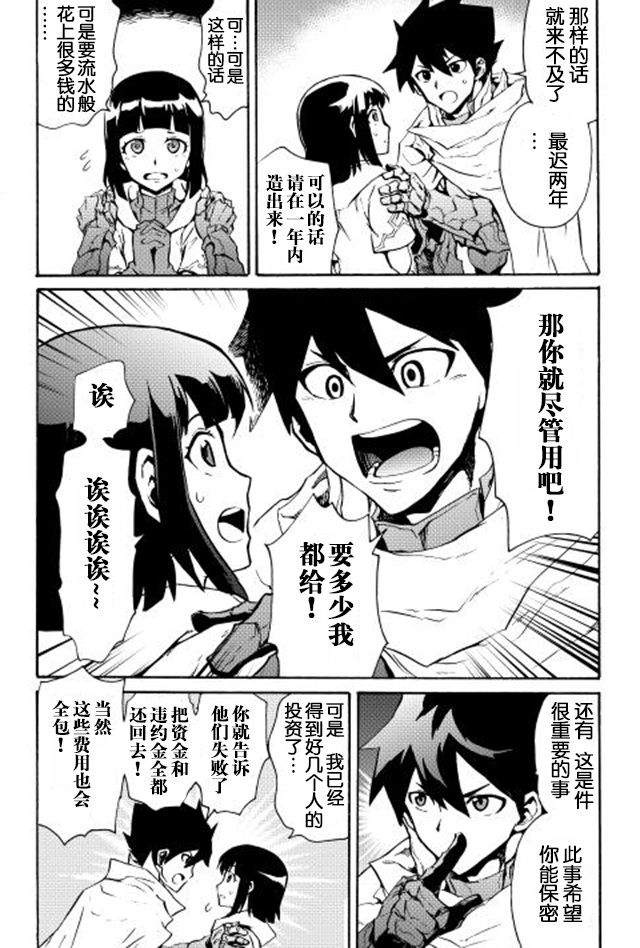 那样的话
就来不及了
最迟两年
…
可以的话
请在一年内
造出来！
可…可是
这样的话
可是要流水般
花上很多钱的
……
那你就尽管用吧！
要多少我
都给！
诶
诶诶诶诶~
还有 这是件
很重要的事
此事希望
你能保密
可是 我已经
得到好几个人的
投资了…
你就告诉
他们失败了
把资金和
违约金全都
还回去！
当然
这些费用也会
全包！